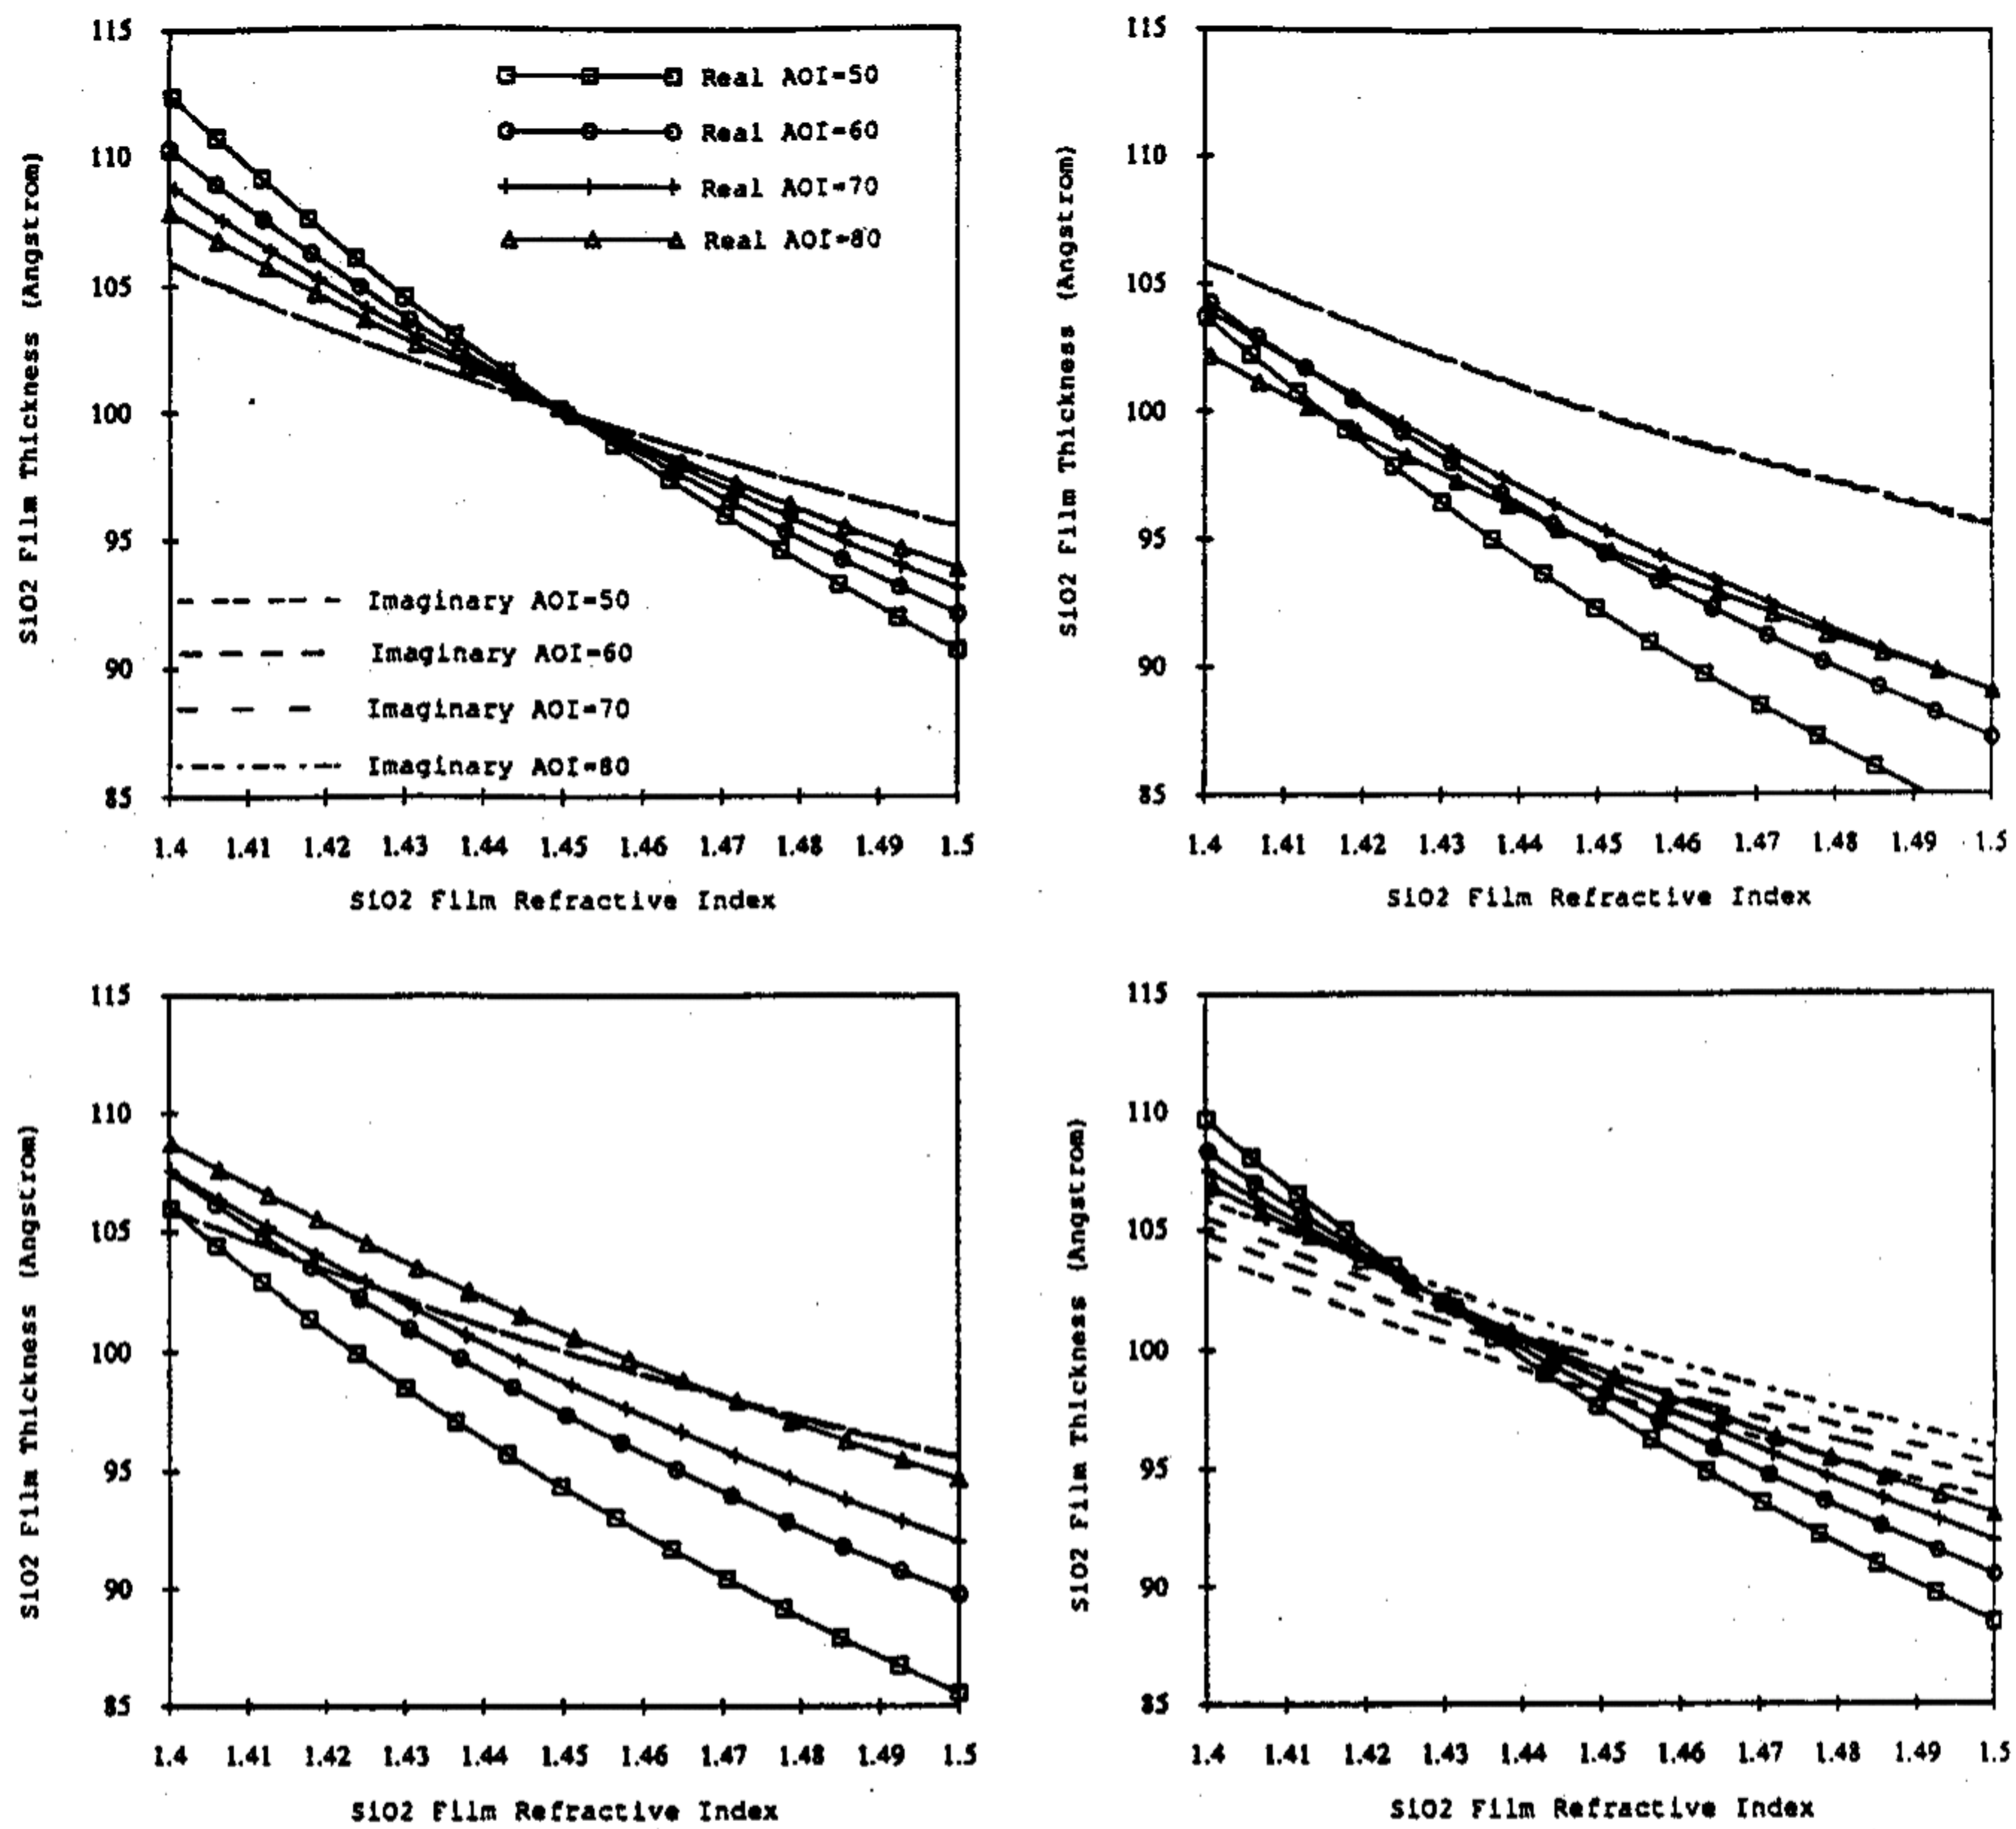 115
110
105
100
95
90
85
SiO2 Film Thickness (Angstrom)
Real AOI=50
Real AOI=60
Real AOI=70
Real AOI=80
Imaginary AOI=50
Imaginary AOI=60
Imaginary AOI=70
Imaginary AOI=80
1.4 1.41 1.42 1.43 1.44 1.45 1.46 1.47 1.48 1.49 1.5
SiO2 Film Refractive Index
115
110
105
100
95
90
85
SiO2 Film Thickness (Angstrom)
1.4 1.41 1.42 1.43 1.44 1.45 1.46 1.47 1.48 1.49 1.5
SiO2 Film Refractive Index
115
110
105
100
95
90
85
SiO2 Film Thickness (Angstrom)
1.4 1.41 1.42 1.43 1.44 1.45 1.46 1.47 1.48 1.49 1.5
SiO2 Film Refractive Index
115
110
105
100
95
90
85
SiO2 Film Thickness (Angstrom)
1.4 1.41 1.42 1.43 1.44 1.45 1.46 1.47 1.48 1.49 1.5
SiO2 Film Refractive Index